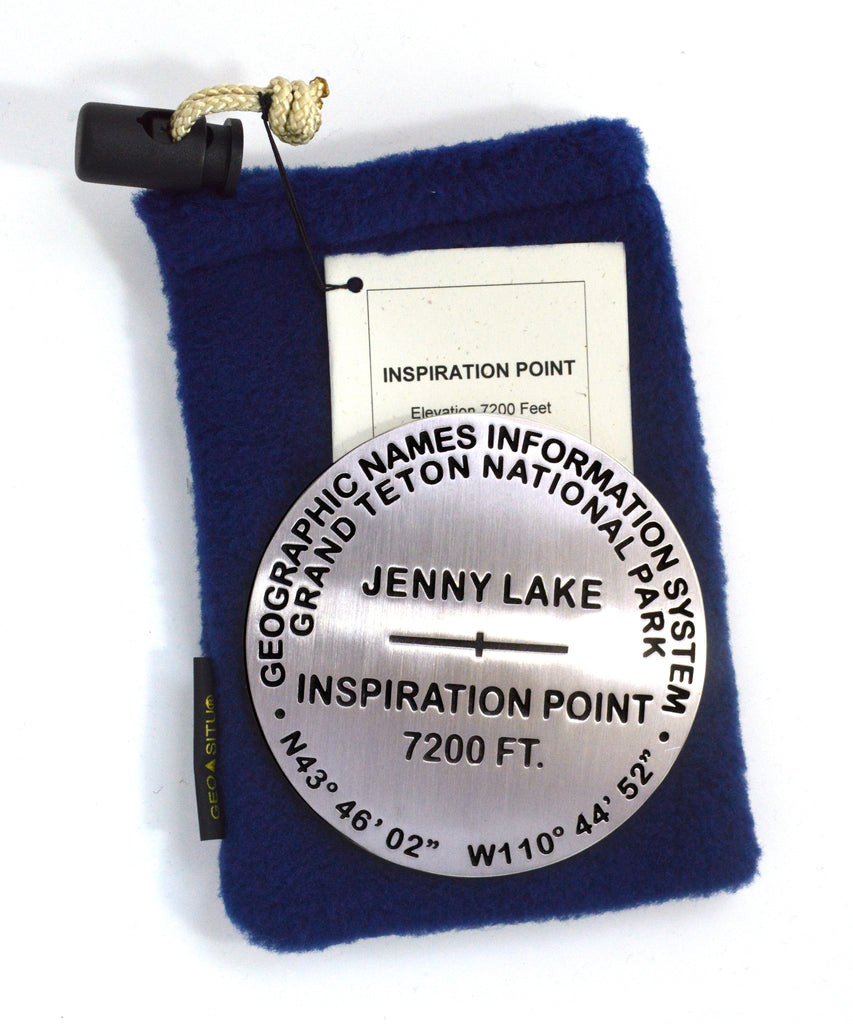 INSPIRATION POINT
Elevation 7200 Feet
GEOGRAPHIC NAMES INFORMATION SYSTEM
GRAND TETON NATIONAL PARK
JENNY LAKE
INSPIRATION POINT
7200 FT.
• N43° 46' 02” W110° 44' 52” •
GEO▲SITU